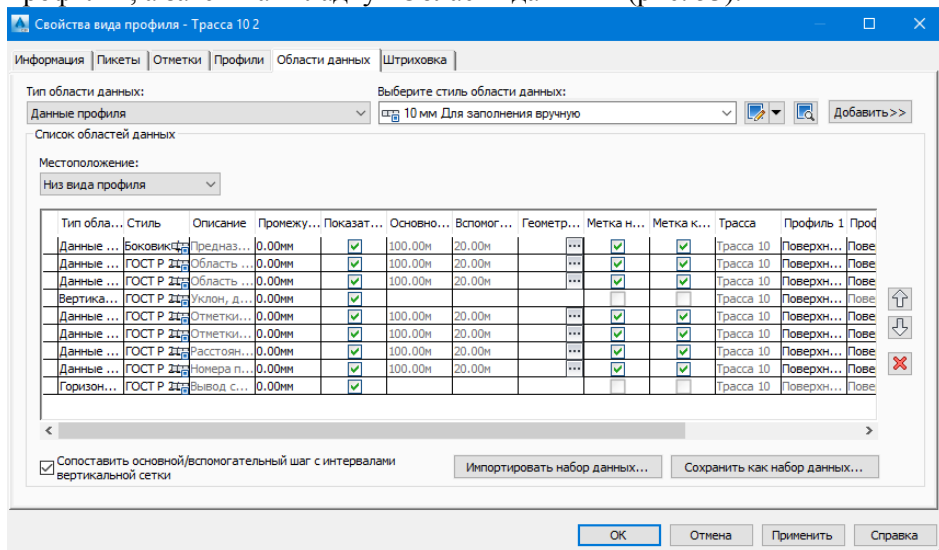 Свойства вида профиля - Трасса 10 2
Информация Пикеты Отметки Профили Области данных Штриховка
Тип области данных: Выберите стиль области данных:
Данные профиля 10 мм Для заполнения вручную Добавить>>
Список областей данных
Местоположение:
Низ вида профиля
Тип обла... Стиль Описание Промежу... Показат... Основно... Вспомог... Геометр... Метка н... Метка к... Трасса Профиль 1 Проф
Данные ... Боковик Предназ... 0.00мм 100.00м 20.00м ... Трасса 10 Поверхн... Пове
Данные ... ГОСТ Р Область ... 0.00мм 100.00м 20.00м ... Трасса 10 Поверхн... Пове
Данные ... ГОСТ Р Область ... 0.00мм 100.00м 20.00м ... Трасса 10 Поверхн... Пове
Вертика... ГОСТ Р Уклон, д... 0.00мм Трасса 10 Поверхн... Пове
Данные ... ГОСТ Р Отметки... 0.00мм 100.00м 20.00м ... Трасса 10 Поверхн... Пове
Данные ... ГОСТ Р Отметки... 0.00мм 100.00м 20.00м ... Трасса 10 Поверхн... Пове
Данные ... ГОСТ Р Расстоян... 0.00мм 100.00м 20.00м ... Трасса 10 Поверхн... Пове
Данные ... ГОСТ Р Номера п... 0.00мм 100.00м 20.00м ... Трасса 10 Поверхн... Пове
Горизон... ГОСТ Р Вывод с... 0.00мм Трасса 10 Поверхн... Пове
Сопоставить основной/вспомогательный шаг с интервалами
вертикальной сетки
Импортировать набор данных... Сохранить как набор данных...
ОК Отмена Применить Справка